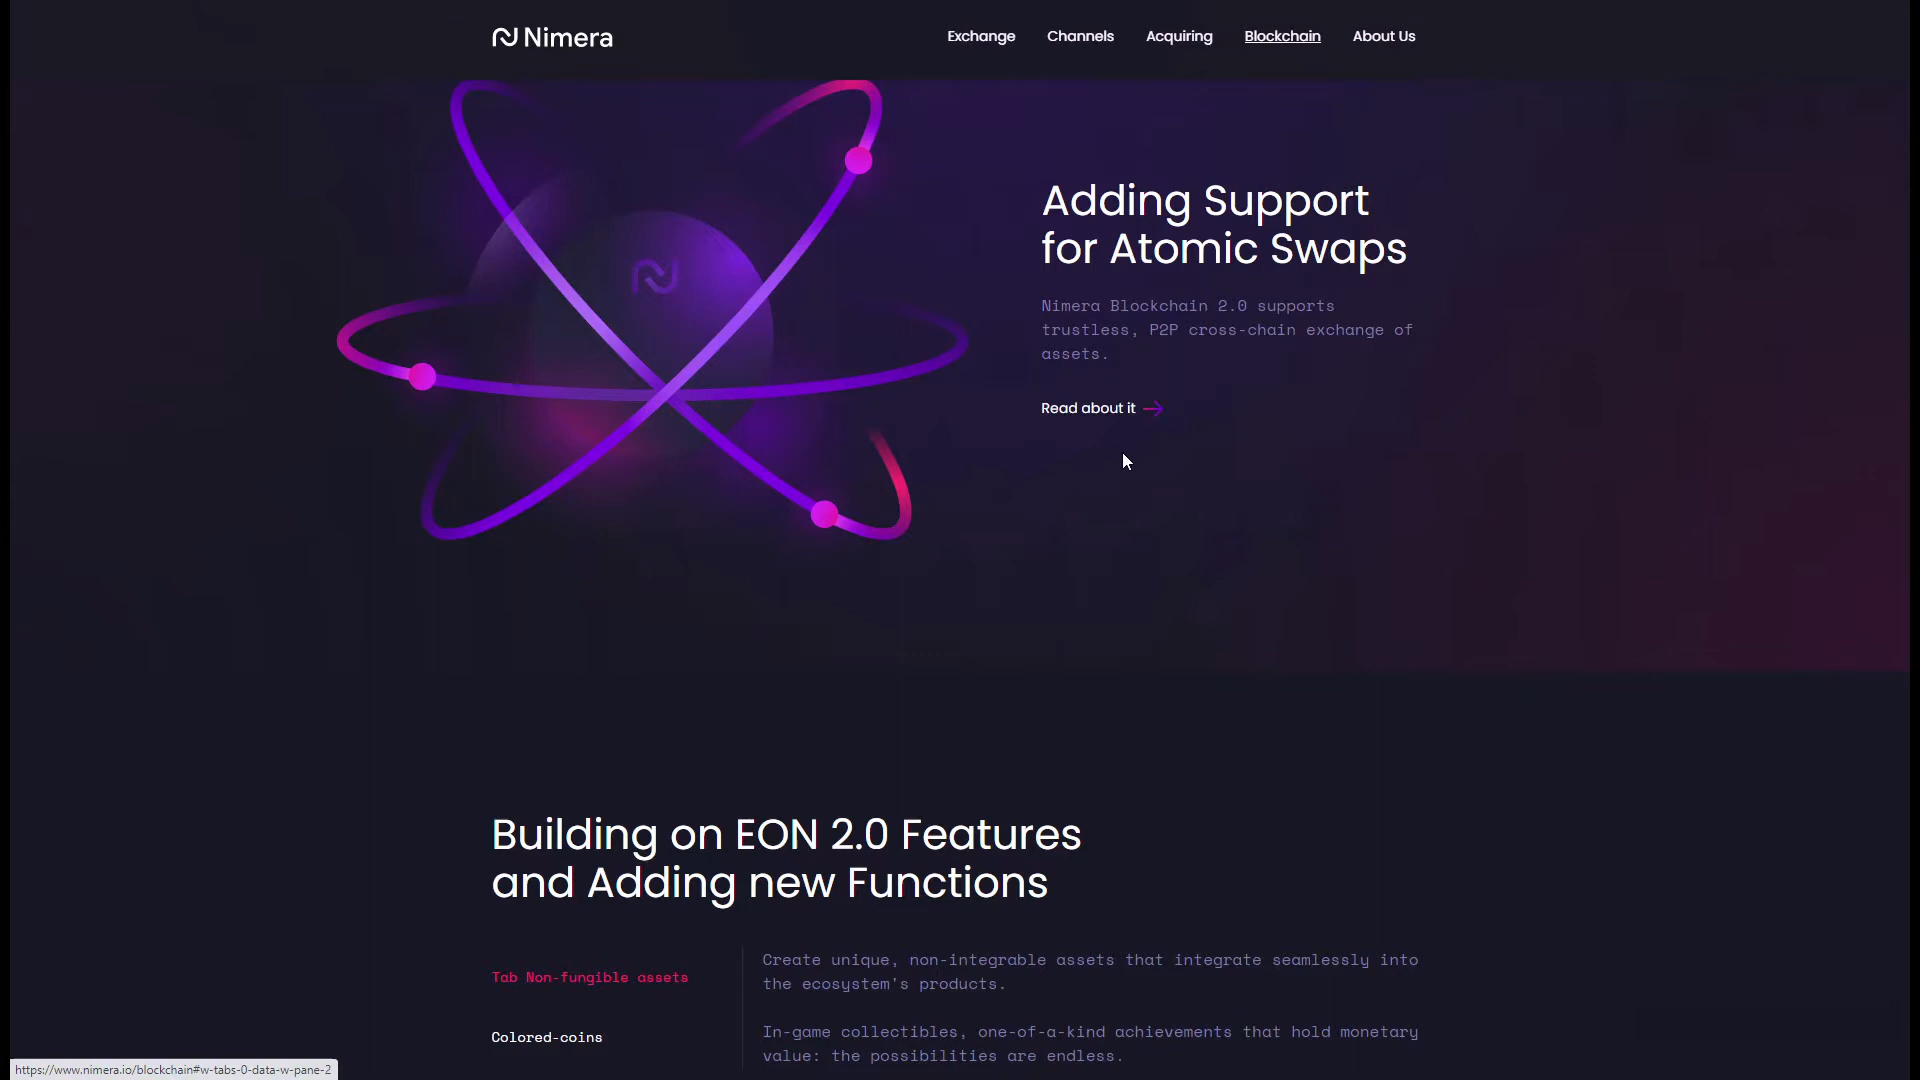 Nimera
Exchange Channels Acquiring Blockchain About Us
Adding Support
for Atomic Swaps
Nimera Blockchain 2.0 supports
trustless, P2P cross-chain exchange of
assets.
Read about it
Building on EON 2.0 Features
and Adding new Functions
Tab Non-fungible assets
Colored-coins
Create unique, non-integrable assets that integrate seamlessly into
the ecosystem's products.
In-game collectibles, one-of-a-kind achievements that hold monetary
value: the possibilities are endless.
https://www.nimera.io/blockchain#w-tabs-0-data-w-pane-2